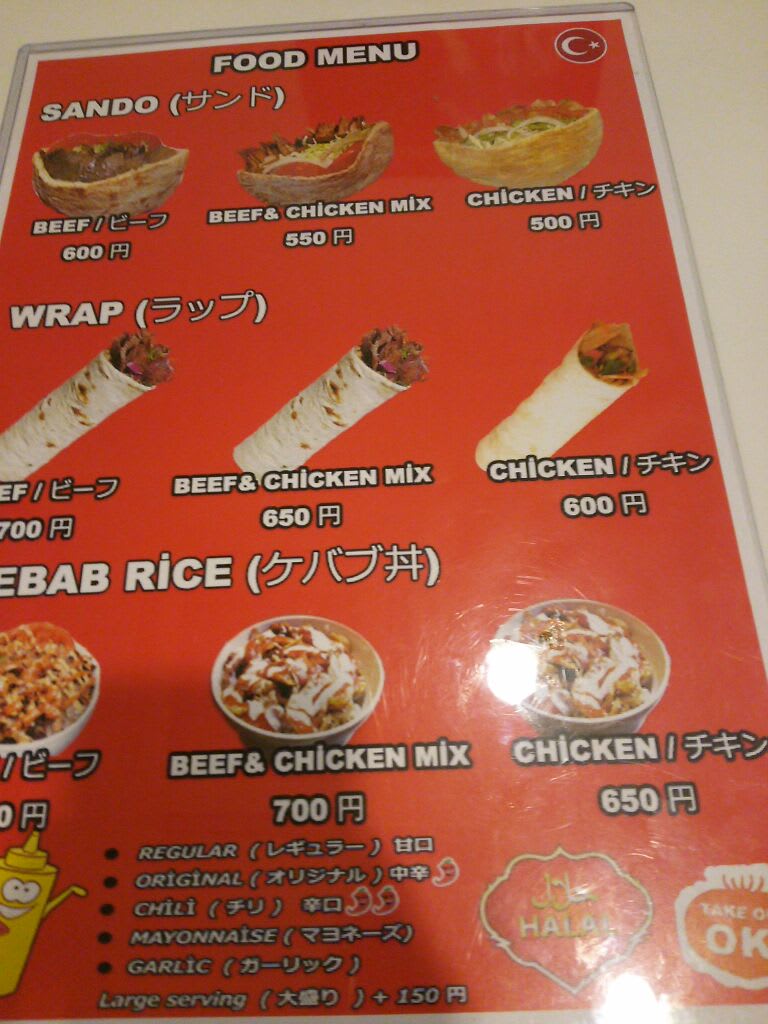 FOOD MENU
SANDO (サンド)
BEEF / ビーフ
600 円
BEEF& CHİCKEN MİX
550 円
CHİCKEN / チキン
500 円
WRAP (ラップ)
EF / ビーフ
700 円
BEEF& CHİCKEN MİX
650 円
CHİCKEN / チキン
600 円
EBAB RİCE (ケバブ丼)
/ ビーフ
0 円
BEEF& CHİCKEN MİX
700 円
CHİCKEN / チキン
650 円
● REGULAR ( レギュラー ) 甘口
● ORİGİNAL ( オリジナル ) 中辛
● CHİLİ ( チリ ) 辛口
● MAYONNAİSE ( マヨネーズ)
● GARLİC ( ガーリック )
Large serving ( 大盛り ) + 150 円
حلال
HALAL
TAKE OU
OK